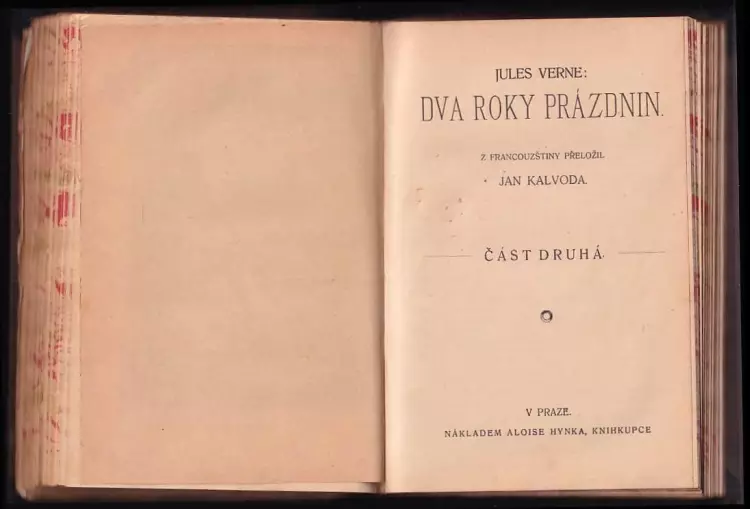 JULES VERNE:
DVA ROKY PRÁZDNIN.
Z FRANCOUZŠTINY PŘELOŽIL
JAN KALVODA.
ČÁST DRUHÁ.
V PRAZE.
NÁKLADEM ALOISE HYNKA, KNIHKUPCE